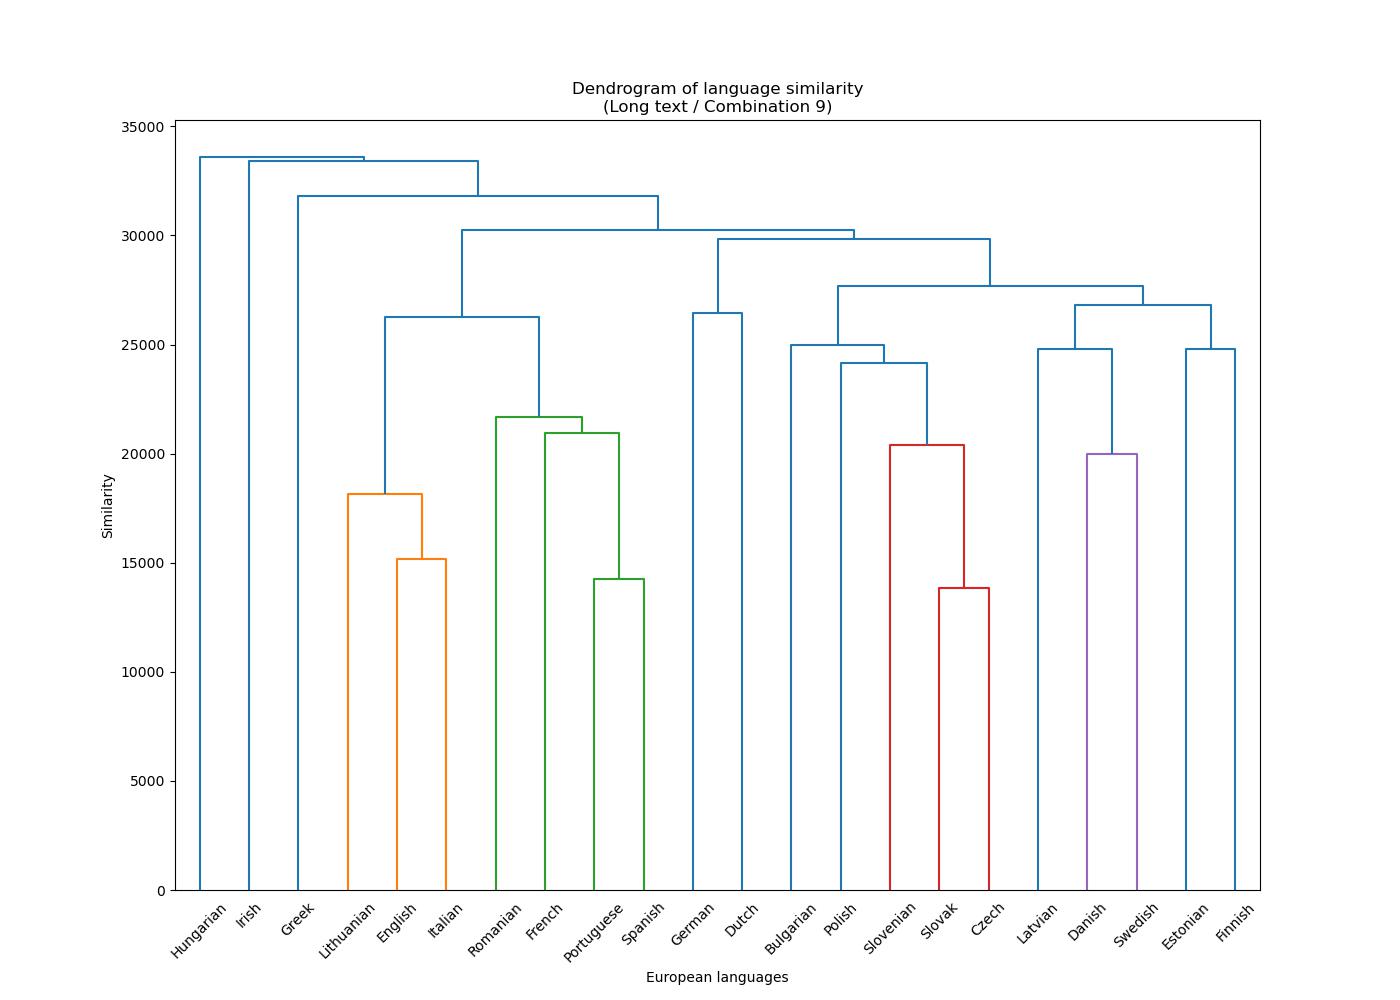 Dendrogram of language similarity
(Long text / Combination 9)
35000
30000
25000
20000
15000
10000
5000
0
Similarity
Hungarian
Irish
Greek
Lithuanian
English
Italian
Romanian
French
Portuguese
Spanish
German
Dutch
Bulgarian
Polish
Slovenian
Slovak
Czech
Latvian
Danish
Swedish
Estonian
Finnish
European languages